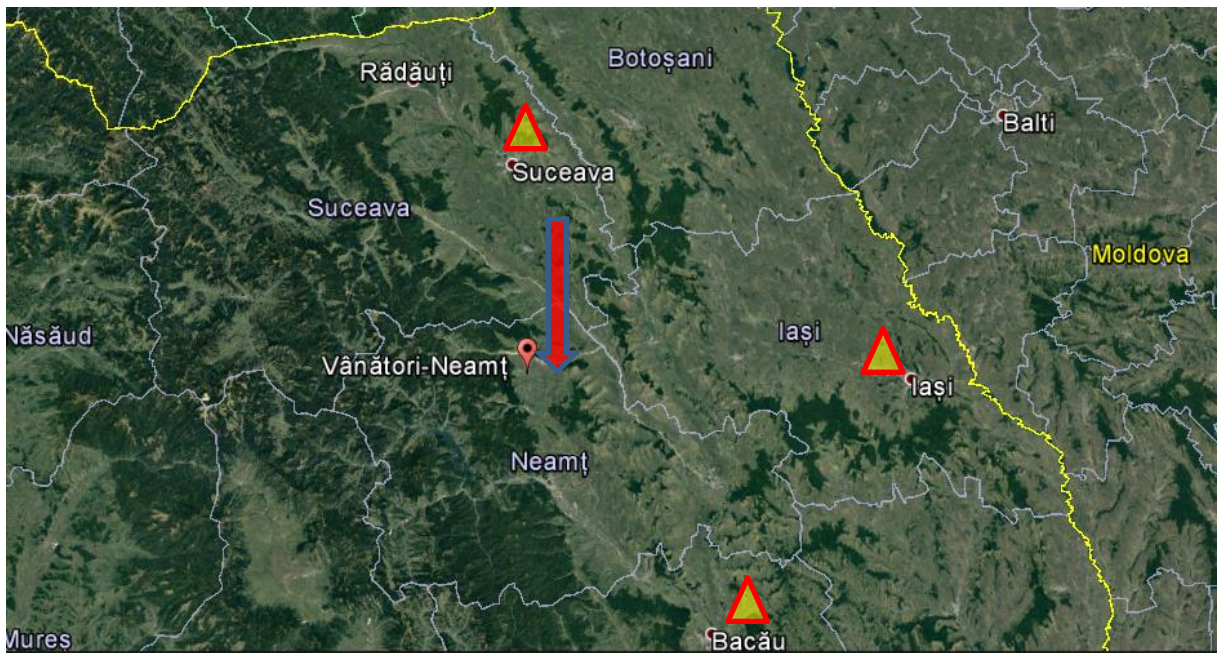 Botoșani
Rădăuți
Balti
Suceava
Suceava
Moldova
Iași
Năsăud
Vânători-Neamț
Iași
Neamț
Mureș
Bacău